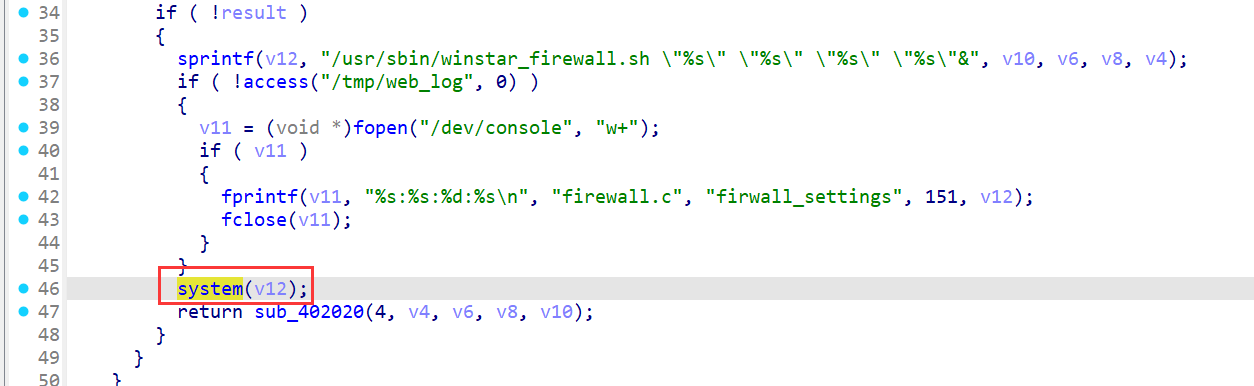 34 if ( !result )
35 {
36 sprintf(v12, "/usr/sbin/winstar_firewall.sh \"%s\" \"%s\" \"%s\" \"%s\"&", v10, v6, v8, v4);
37 if ( !access("/tmp/web_log", 0) )
38 {
39 v11 = (void *)fopen("/dev/console", "w+");
40 if ( v11 )
41 {
42 fprintf(v11, "%s:%s:%d:%s\n", "firewall.c", "firwall_settings", 151, v12);
43 fclose(v11);
44 }
45 }
46 system(v12);
47 return sub_402020(4, v4, v6, v8, v10);
48 }
49 }
50 }